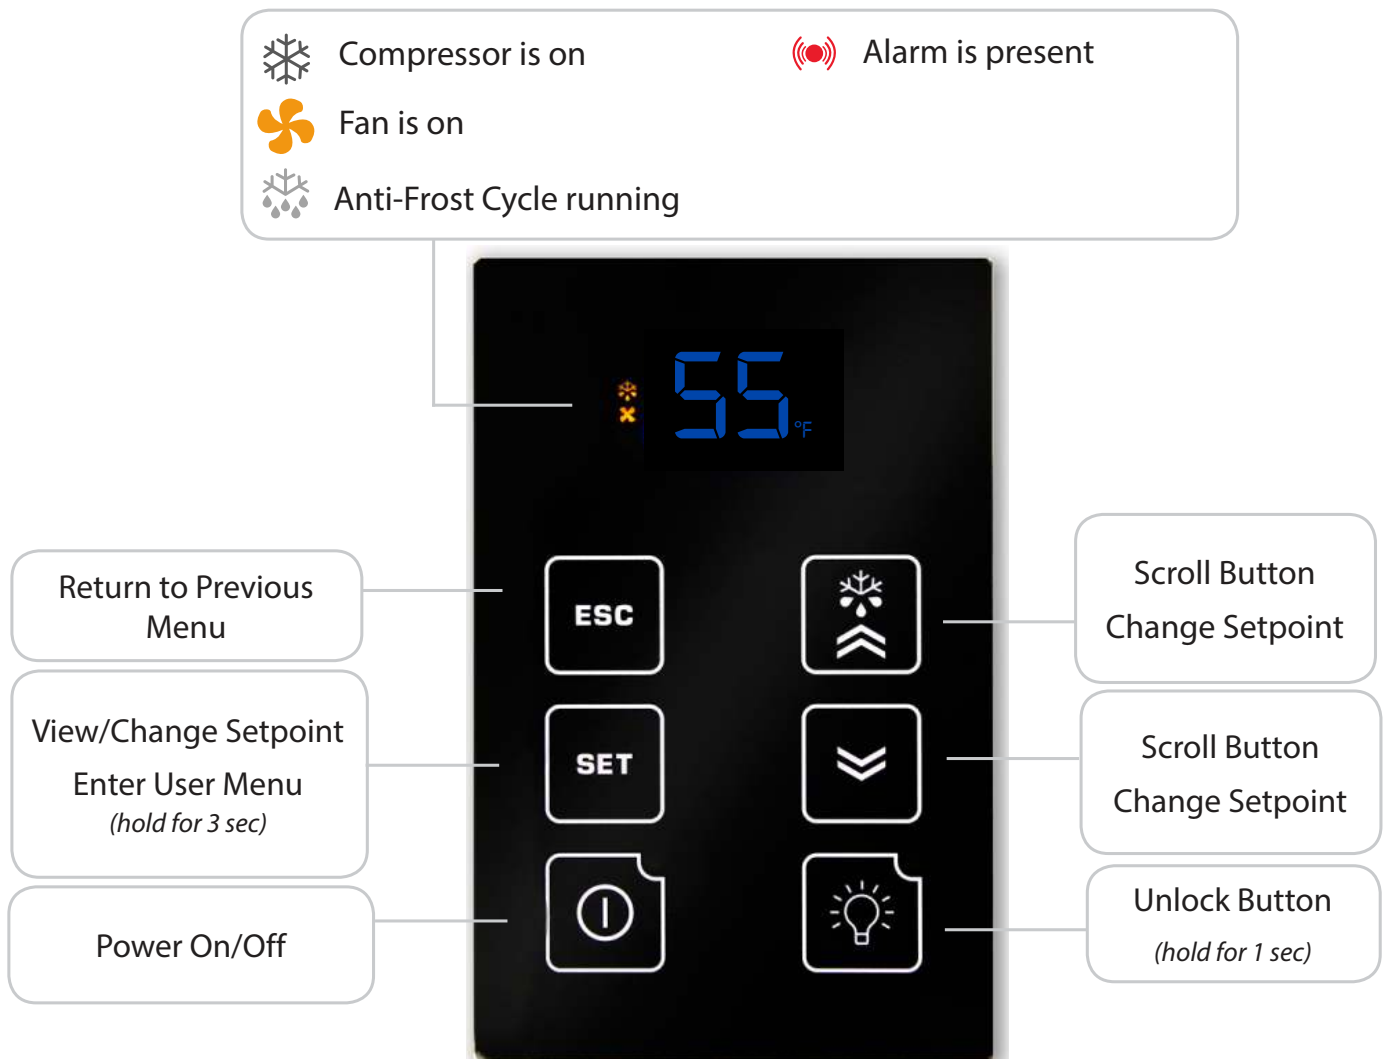 Compressor is on
Alarm is present
Fan is on
Anti-Frost Cycle running
55 °F
Return to Previous
Menu
ESC
Scroll Button
Change Setpoint
View/Change Setpoint
Enter User Menu
(hold for 3 sec)
SET
Scroll Button
Change Setpoint
Power On/Off
Unlock Button
(hold for 1 sec)